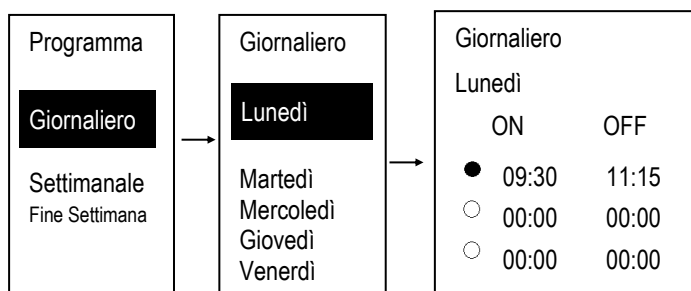 Programma
Giornaliero
Settimanale
Fine Settimana
Giornaliero
Lunedì
Martedì
Mercoledì
Giovedì
Venerdì
Giornaliero
Lunedì
ON OFF
09:30 11:15
00:00 00:00
00:00 00:00